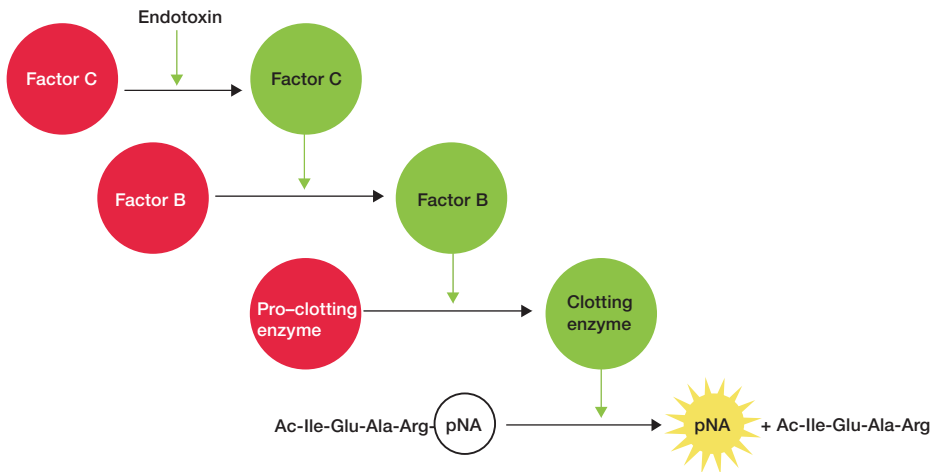 Endotoxin
Factor C
Factor C
Factor B
Factor B
Pro–clotting
enzyme
Clotting
enzyme
Ac-Ile-Glu-Ala-Arg-pNA
pNA + Ac-Ile-Glu-Ala-Arg